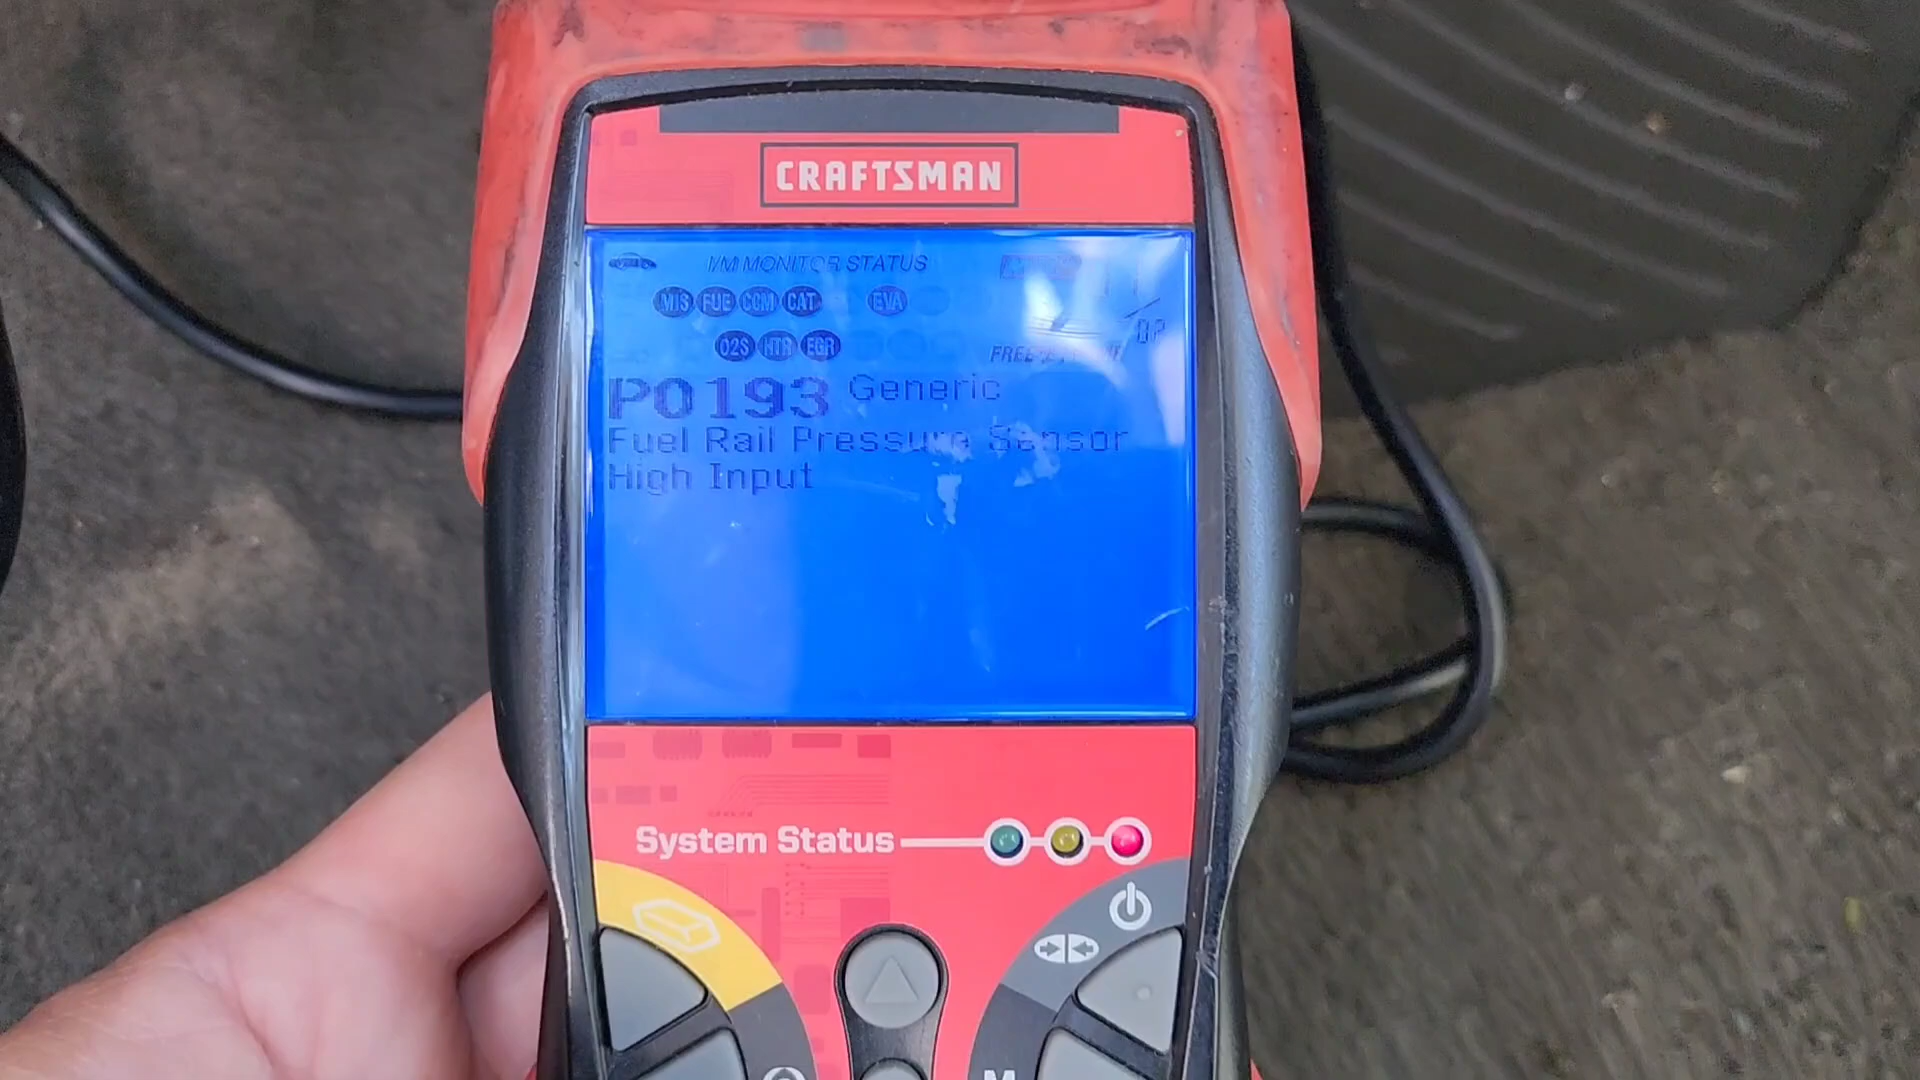 CRAFTSMAN
I/M MONITOR STATUS
MIS FUE CCM CAT EVA
02
O2S HTR EGR
P0193 Generic
Fuel Rail Pressure Sensor
High Input
System Status
M